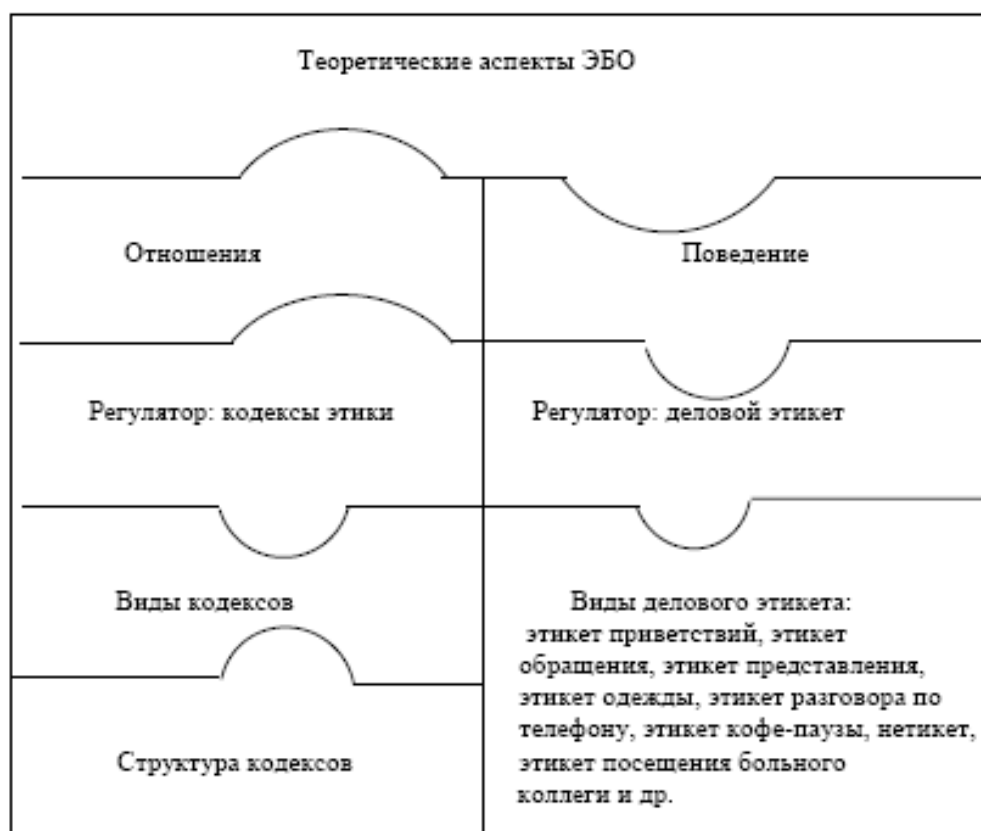 Теоретические аспекты ЭБО
Отношения
Поведение
Регулятор: кодексы этики
Регулятор: деловой этикет
Виды кодексов
Структура кодексов
Виды делового этикета:
этикет приветствий, этикет
обращения, этикет представления,
этикет одежды, этикет разговора по
телефону, этикет кофе-паузы, нетикет,
этикет посещения больного
коллеги и др.